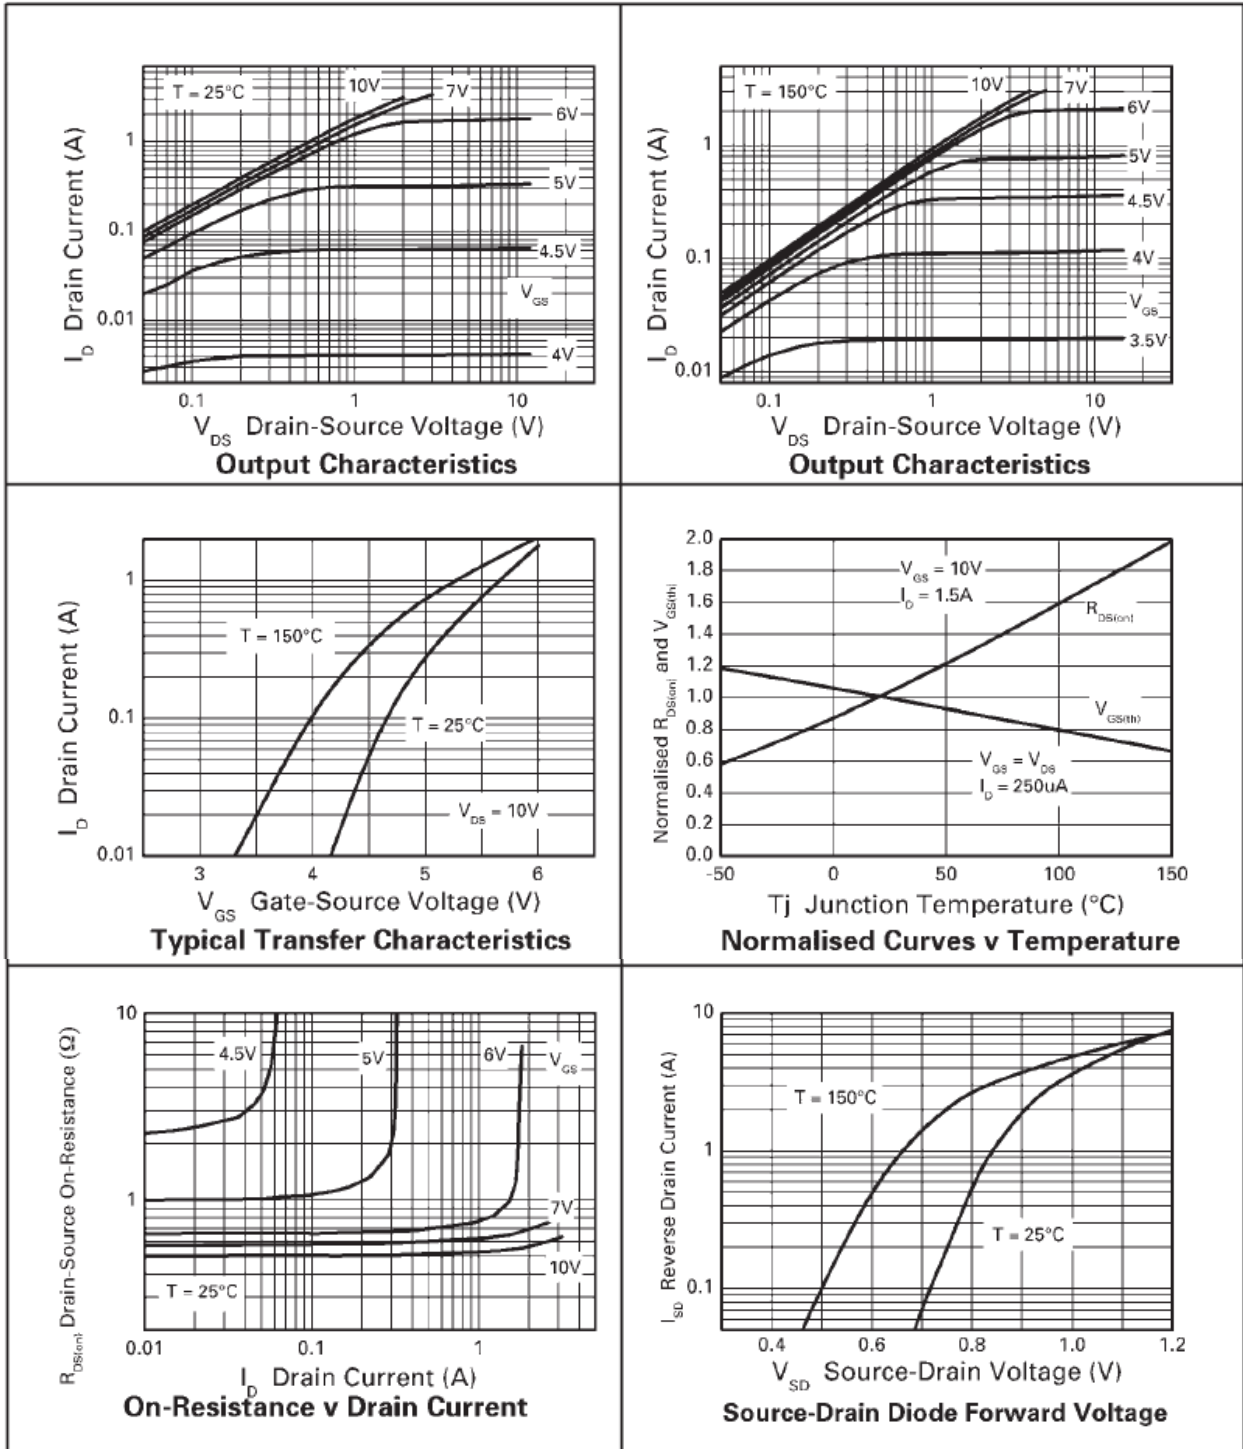 T = 25°C
10V
7V
6V
5V
4.5V
V_GS
4V
1
0.1
0.01
I_D Drain Current (A)
0.1
1
10
V_DS Drain-Source Voltage (V)
Output Characteristics
T = 150°C
10V
7V
6V
5V
4.5V
4V
V_GS
3.5V
1
0.1
0.01
I_D Drain Current (A)
0.1
1
10
V_DS Drain-Source Voltage (V)
Output Characteristics
T = 150°C
T = 25°C
V_DS = 10V
1
0.1
0.01
I_D Drain Current (A)
3
4
5
6
V_GS Gate-Source Voltage (V)
Typical Transfer Characteristics
2.0
1.8
1.6
1.4
1.2
1.0
0.8
0.6
0.4
0.2
0.0
Normalised R_DS(on) and V_GS(th)
V_GS = 10V
I_D = 1.5A
R_DS(on)
V_GS(th)
V_GS = V_DS
I_D = 250uA
-50
0
50
100
150
Tj Junction Temperature (°C)
Normalised Curves v Temperature
10
1
R_DS(on) Drain-Source On-Resistance (Ω)
4.5V
5V
6V
V_GS
7V
10V
T = 25°C
0.01
0.1
1
I_D Drain Current (A)
On-Resistance v Drain Current
10
1
0.1
I_SD Reverse Drain Current (A)
T = 150°C
T = 25°C
0.4
0.6
0.8
1.0
1.2
V_SD Source-Drain Voltage (V)
Source-Drain Diode Forward Voltage